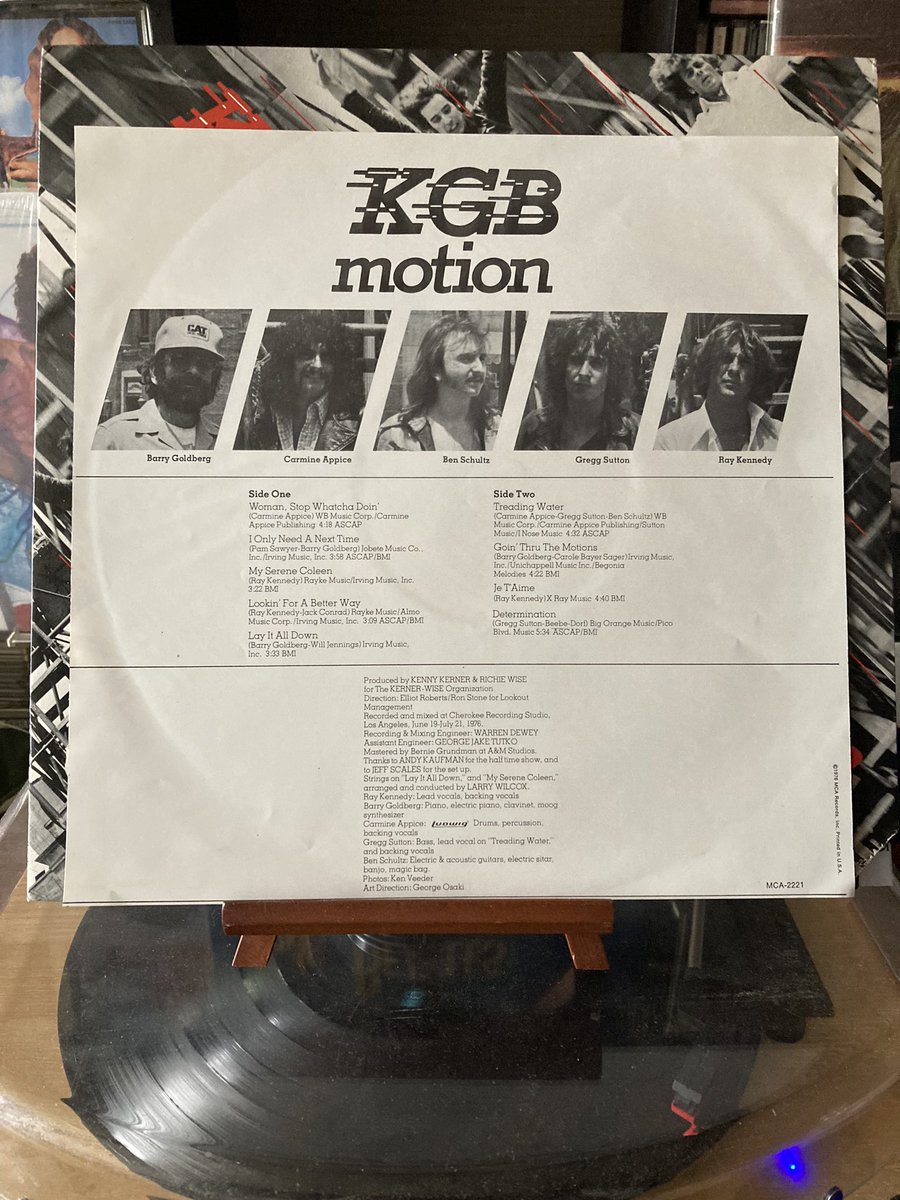 KGB
motion
CAT
Barry Goldberg
Carmine Appice
Ben Schultz
Gregg Sutton
Ray Kennedy
Side One
Woman, Stop Whatcha Doin'
(Carmine Appice) WB Music Corp./Carmine
Appice Publishing 4:18 ASCAP
I Only Need A Next Time
(Pam Sawyer-Barry Goldberg) Jobete Music Co.,
Inc./Irving Music, Inc. 3:58 ASCAP/BMI
My Serene Coleen
(Ray Kennedy) Rayke Music/Irving Music, Inc.
3:22 BMI
Lookin' For A Better Way
(Ray Kennedy-Jack Conrad) Rayke Music/Almo
Music Corp. /Irving Music, Inc. 3:09 ASCAP/BMI
Lay It All Down
(Barry Goldberg-Will Jennings) Irving Music,
Inc. 3:33 BMI
Side Two
Treading Water
(Carmine Appice-Gregg Sutton-Ben Schultz) WB
Music Corp./Carmine Appice Publishing/Sutton
Music/I Nose Music 4:32 ASCAP
Goin' Thru The Motions
(Barry Goldberg-Carole Bayer Sager) Irving Music,
Inc./Unichappell Music Inc./Begonia
Melodies 4:22 BMI
Je T'Aime
(Ray Kennedy) X Ray Music 4:40 BMI
Determination
(Gregg Sutton-Beebe-Dorf) Big Orange Music/Pico
Blvd. Music 5:34 ASCAP/BMI
Produced by KENNY KERNER & RICHIE WISE
for The KERNER-WISE Organization
Direction: Elliot Roberts/Ron Stone for Lookout
Management
Recorded and mixed at Cherokee Recording Studio,
Los Angeles, June 19-July 21, 1976.
Recording & Mixing Engineer: WARREN DEWEY
Assistant Engineer: GEORGE JAKE TUTKO
Mastered by Bernie Grundman at A&M Studios.
Thanks to ANDY KAUFMAN for the half time show, and
to JEFF SCALES for the set up.
Strings on "Lay It All Down," and "My Serene Coleen,"
arranged and conducted by LARRY WILCOX.
Ray Kennedy: Lead vocals, backing vocals
Barry Goldberg: Piano, electric piano, clavinet, moog
synthesizer
Carmine Appice: Ludwig Drums, percussion,
backing vocals
Gregg Sutton: Bass, lead vocal on "Treading Water,"
and backing vocals
Ben Schultz: Electric & acoustic guitars, electric sitar,
banjo, magic bag.
Photos: Ken Veeder
Art Direction: George Osaki
©1976 MCA Records, Inc. Printed in U.S.A.
MCA-2221